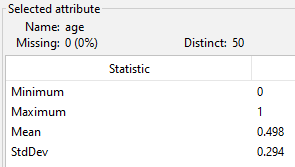 Selected attribute
Name: age
Missing: 0 (0%) Distinct: 50
Statistic
Minimum 0
Maximum 1
Mean 0.498
StdDev 0.294